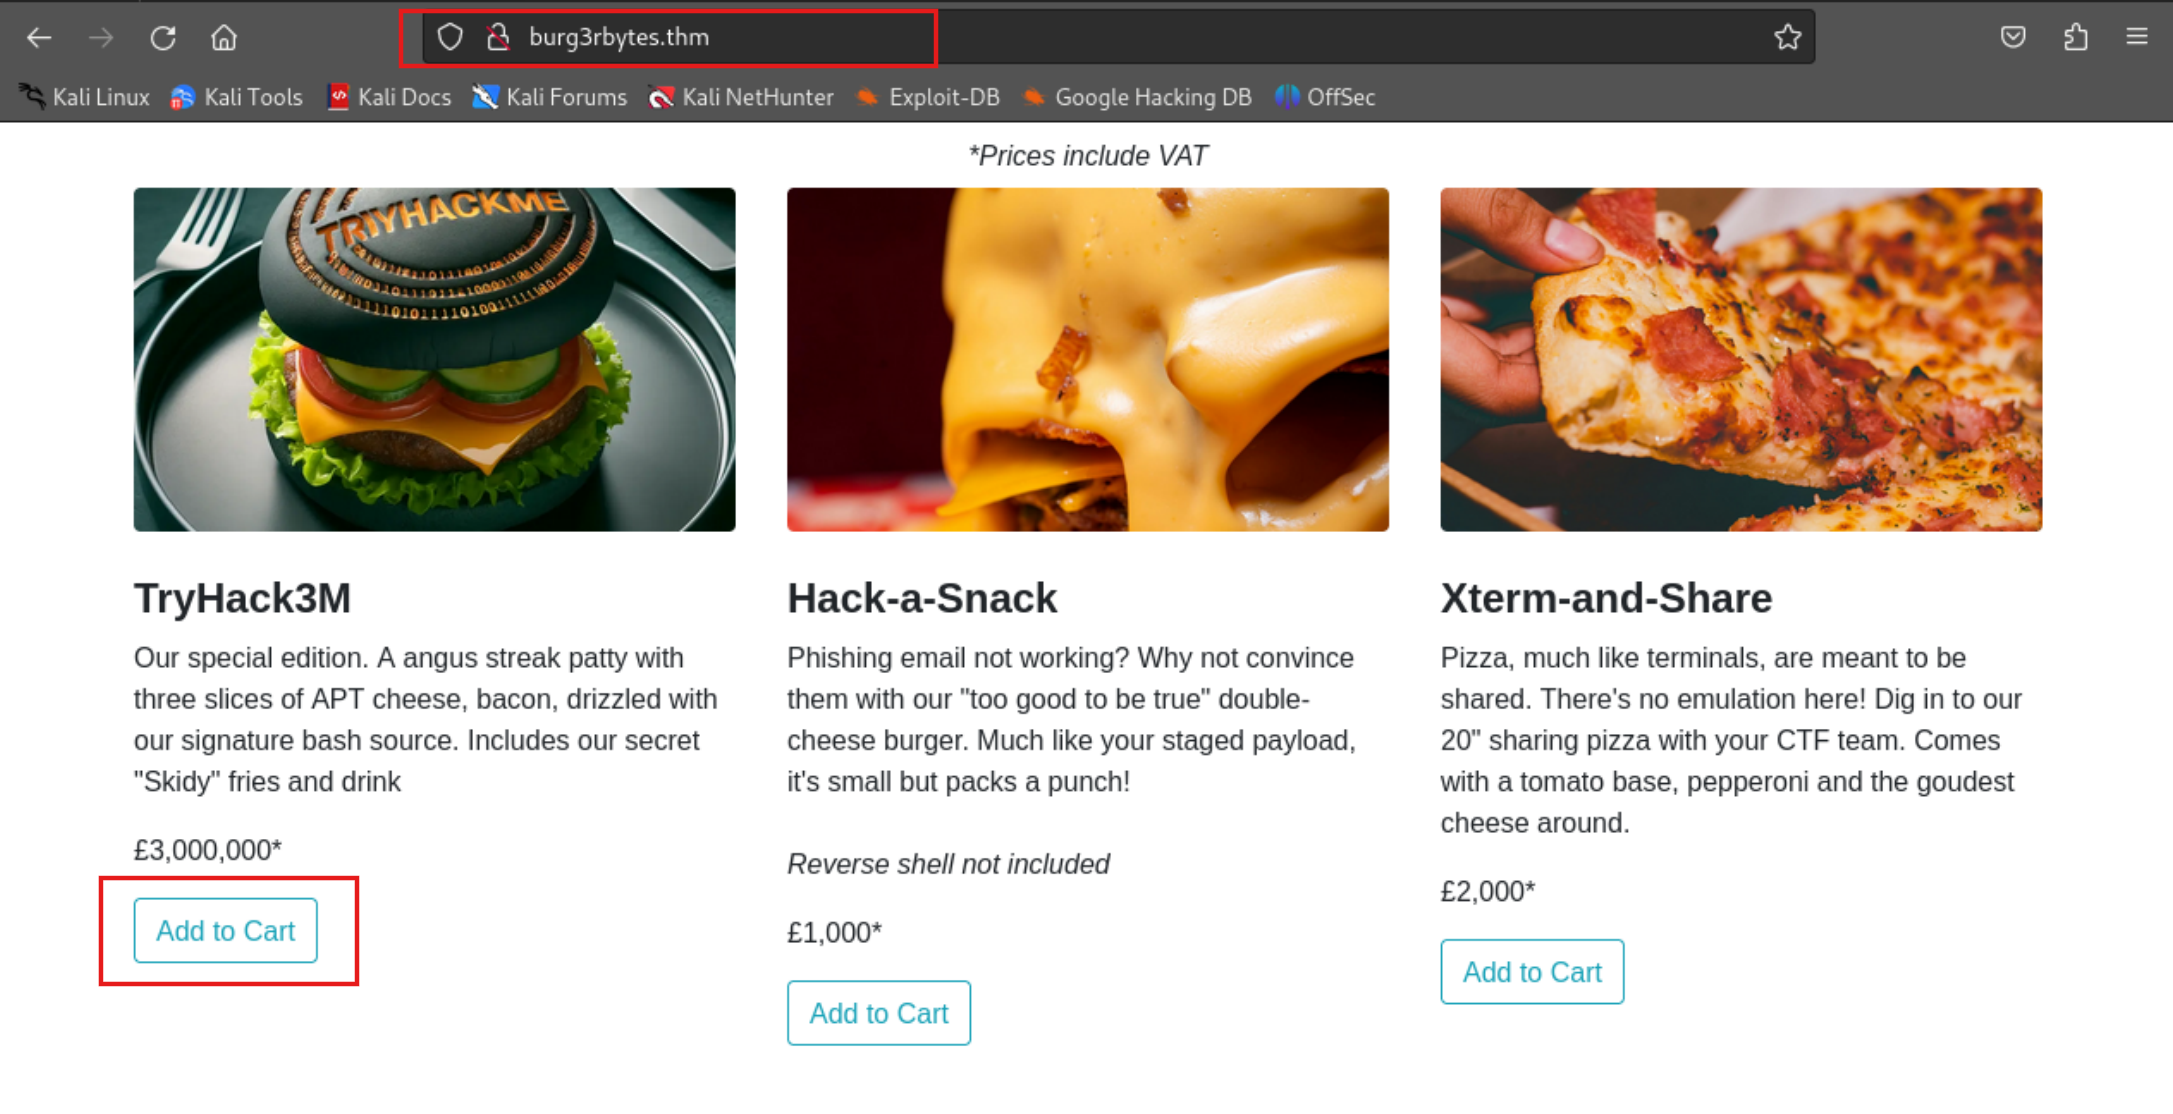 burg3rbytes.thm
Kali Linux Kali Tools Kali Docs Kali Forums Kali NetHunter Exploit-DB Google Hacking DB OffSec
*Prices include VAT
TRIYHACKME
TryHack3M
Our special edition. A angus streak patty with
three slices of APT cheese, bacon, drizzled with
our signature bash source. Includes our secret
"Skidy" fries and drink
£3,000,000*
Add to Cart
Hack-a-Snack
Phishing email not working? Why not convince
them with our "too good to be true" double-
cheese burger. Much like your staged payload,
it's small but packs a punch!
Reverse shell not included
£1,000*
Add to Cart
Xterm-and-Share
Pizza, much like terminals, are meant to be
shared. There's no emulation here! Dig in to our
20" sharing pizza with your CTF team. Comes
with a tomato base, pepperoni and the goudest
cheese around.
£2,000*
Add to Cart